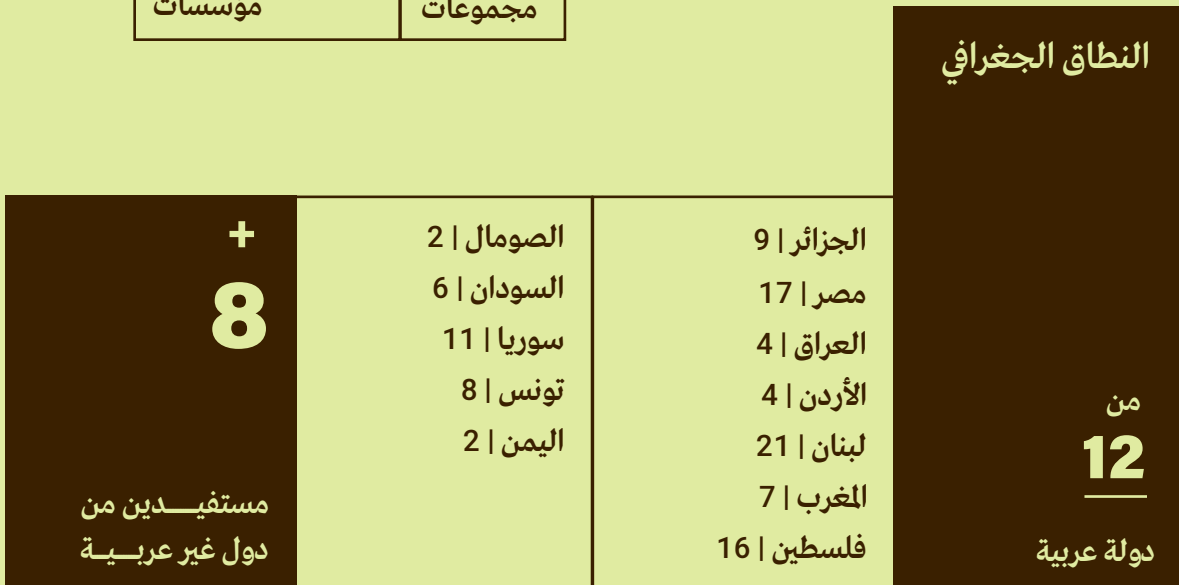 مجموعات
مؤسسات
النطاق الجغرافي
من
12
دولة عربية
الجزائر | 9
مصر | 17
العراق | 4
الأردن | 4
لبنان | 21
المغرب | 7
فلسطين | 16
الصومال | 2
السودان | 6
سوريا | 11
تونس | 8
اليمن | 2
+
8
مستفيـــدين من
دول غير عربـــيـة